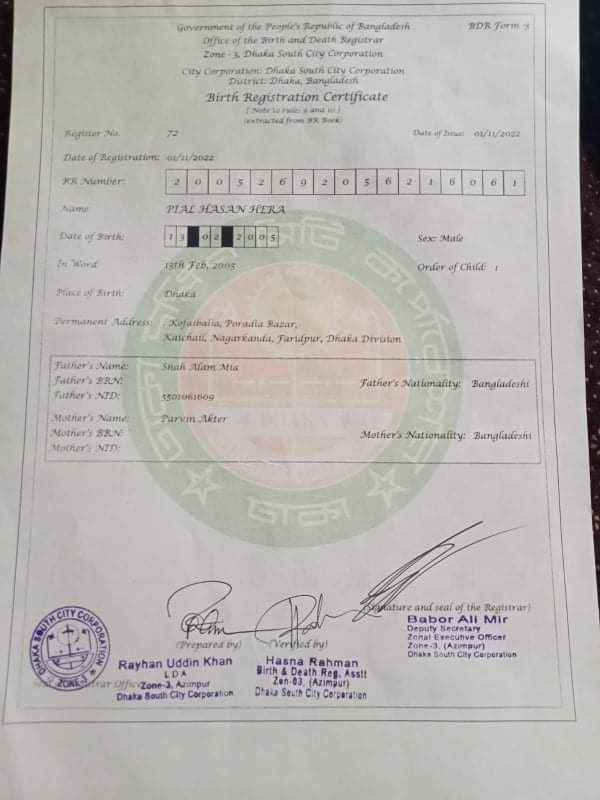 Government of the People's Republic of Bangladesh
BDR Form -3
Office of the Birth and Death Registrar
Zone - 3, Dhaka South City Corporation
City Corporation: Dhaka South City Corporation
District: Dhaka, Bangladesh
Birth Registration Certificate
[ Note to rule: 9 and 10 ]
(extracted from BR Book)
Register No. 72 Date of Issue: 01/11/2022
Date of Registration: 01/11/2022
BR Number: 2 0 0 5 2 6 9 2 0 5 6 2 1 6 0 6 1
Name: PIAL HASAN HERA
Date of Birth: 1 3 0 2 2 0 0 5 Sex: Male
In Word: 13th Feb, 2005 Order of Child: 1
Place of Birth: Dhaka
Permanent Address: , Kofaibalia, Poradia Bazar,
Kaichail, Nagarkanda, Faridpur, Dhaka Division
Father's Name: Shah Alam Mia
Father's BRN: Father's Nationality: Bangladeshi
Father's NID: 5501061609
Mother's Name: Parvin Akter
Mother's BRN: Mother's Nationality: Bangladeshi
Mother's NID:
ঢাকা
(Signature and seal of the Registrar)
Babor Ali Mir
Deputy Secretary
Zonal Executive Officer
Zone-3, (Azimpur)
Dhaka South City Corporation
(Prepared by) (Verified by)
Rayhan Uddin Khan
LDA
Zone-3, Azimpur
Dhaka South City Corporation
Hasna Rahman
Birth & Death Reg, Asstt
Zen-03, (Azimpur)
Dhaka South City Corporation
DHAKA SOUTH CITY CORPORATION
ZONE-3